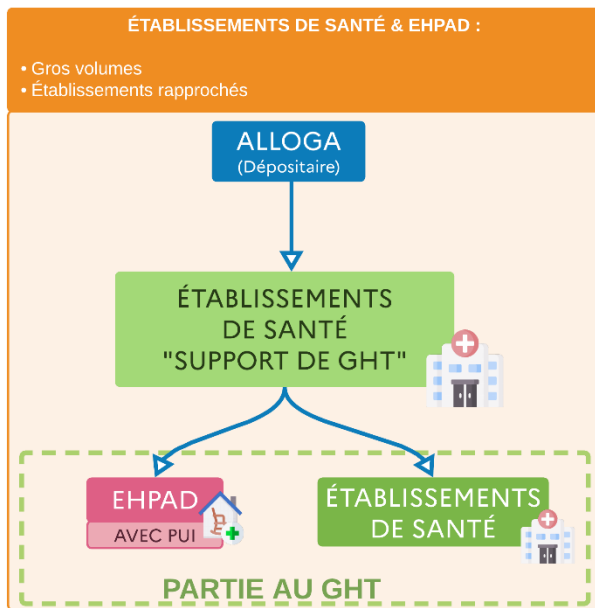 ÉTABLISSEMENTS DE SANTÉ & EHPAD :
• Gros volumes
• Établissements rapprochés
ALLOGA
(Dépositaire)
ÉTABLISSEMENTS
DE SANTÉ
"SUPPORT DE GHT"
EHPAD
AVEC PUI
ÉTABLISSEMENTS
DE SANTÉ
PARTIE AU GHT